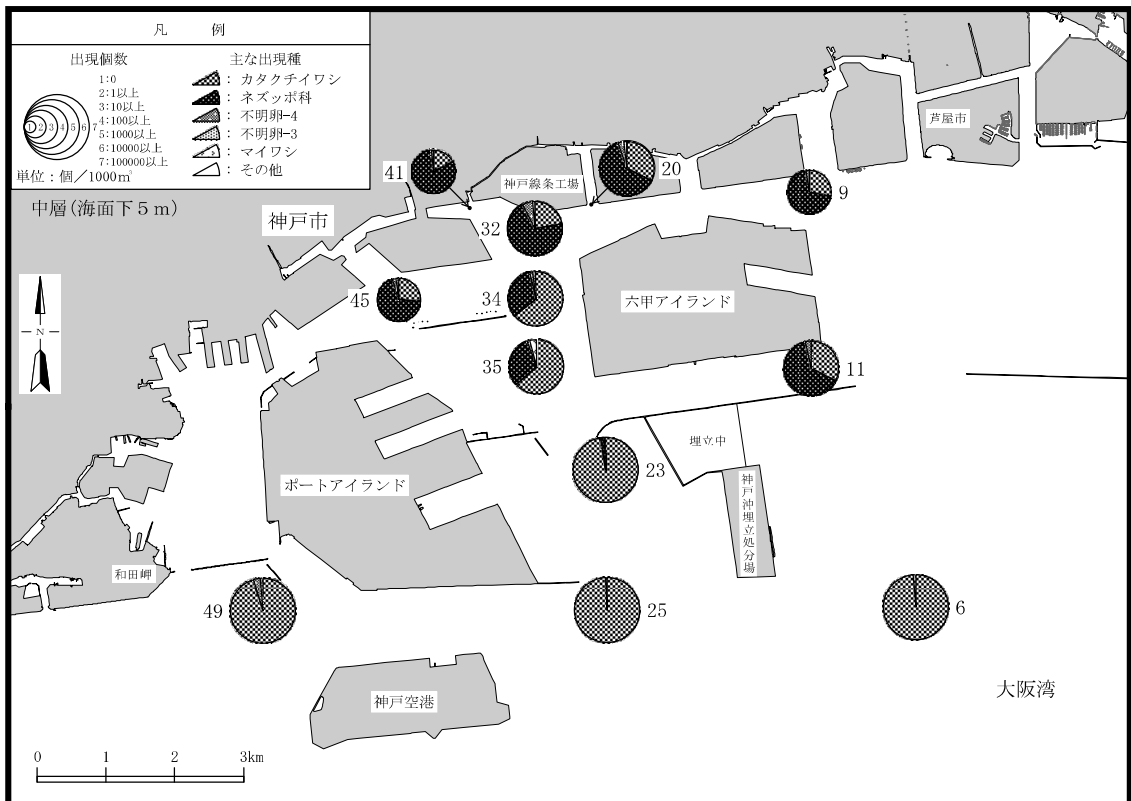 凡 例
出現個数
1:0
2:1以上
3:10以上
4:100以上
5:1000以上
6:10000以上
7:100000以上
1 2 3 4 5 6 7
単位：個／1000㎥
主な出現種
： カタクチイワシ
： ネズッポ科
： 不明卵-4
： 不明卵-3
： マイワシ
： その他
中層(海面下５ｍ)
神戸市
芦屋市
41
神戸線条工場
20
9
32
45
34
六甲アイランド
N
35
11
埋立中
23
ポートアイランド
神戸沖埋立処分場
和田岬
49
25
6
大阪湾
神戸空港
0 1 2 3km